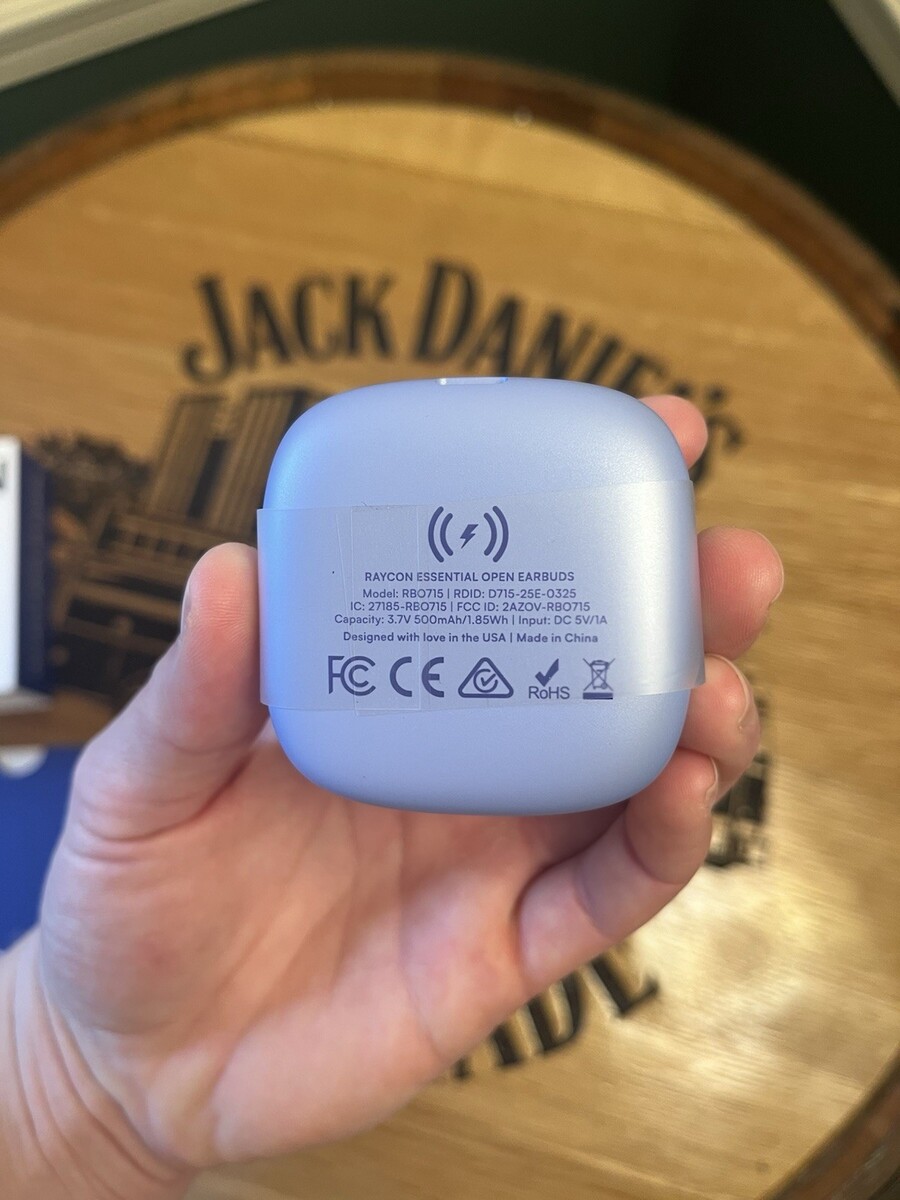 JACK DANIEL'S
RAYCON ESSENTIAL OPEN EARBUDS
Model: RBO715 | RDID: D715-25E-0325
IC: 27185-RBO715 | FCC ID: 2AZOV-RBO715
Capacity: 3.7V 500mAh/1.85Wh | Input: DC 5V/1A
Designed with love in the USA | Made in China
FC CE RoHS